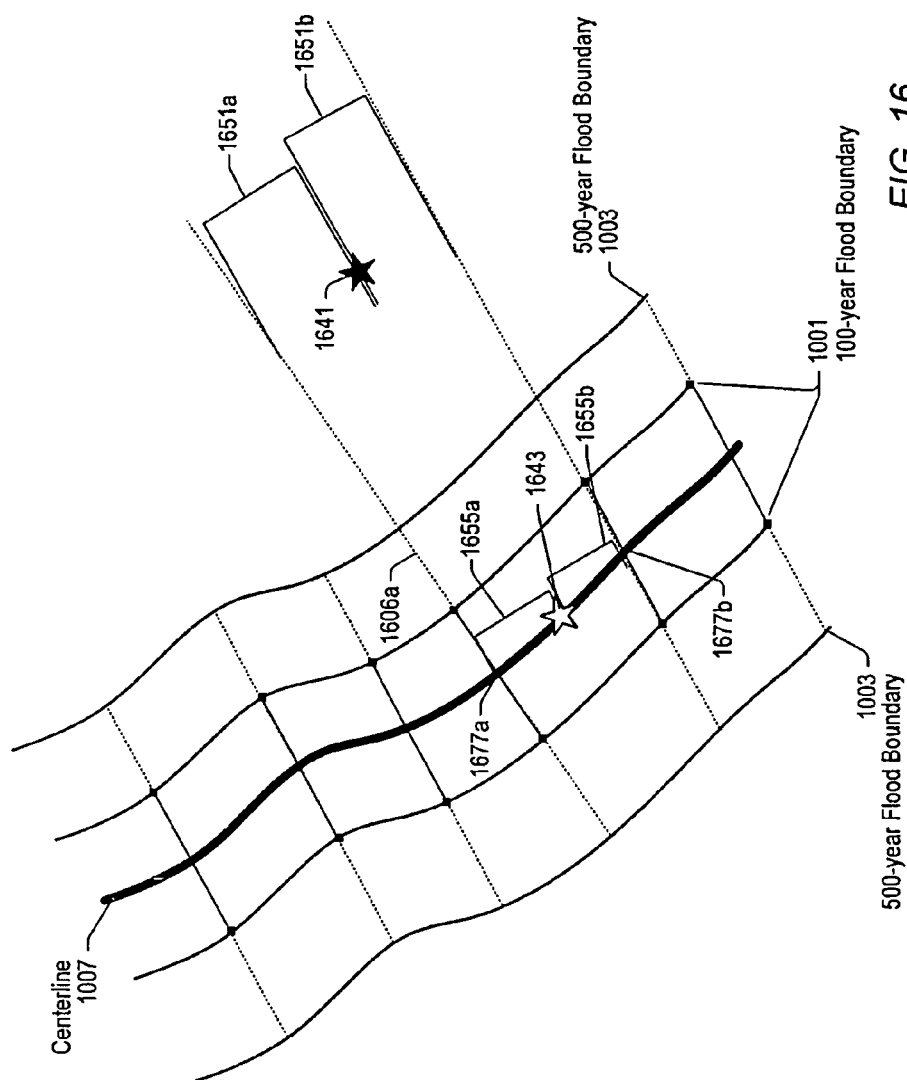 1651b
1651a
1641
500-year Flood Boundary
1003
1001
100-year Flood Boundary
1655b
1643
1655a
1606a
1677b
1677a
1003
500-year Flood Boundary
Centerline
1007
FIG. 16